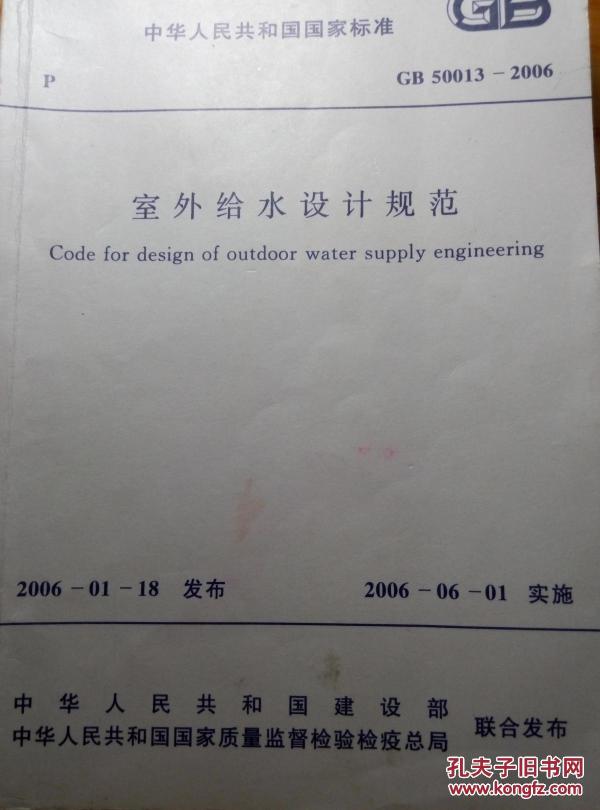 GB
中华人民共和国国家标准
P GB 50013-2006
室外给水设计规范
Code for design of outdoor water supply engineering
2006-01-18 发布 2006-06-01 实施
中华人民共和国建设部
中华人民共和国国家质量监督检验检疫总局
联合发布
孔夫子旧书网
www.kongfz.com